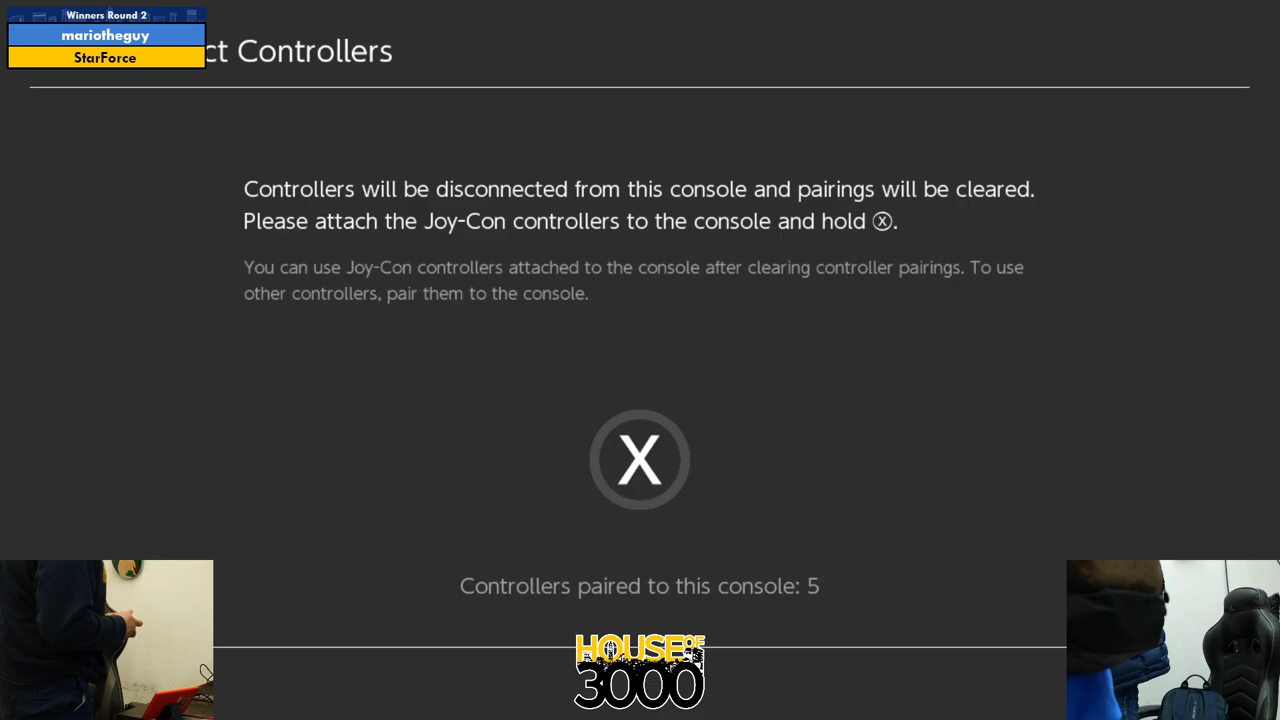 Winners Round 2
mariotheguy
StarForce
ct Controllers
Controllers will be disconnected from this console and pairings will be cleared.
Please attach the Joy-Con controllers to the console and hold Ⓧ.
You can use Joy-Con controllers attached to the console after clearing controller pairings. To use
other controllers, pair them to the console.
X
Controllers paired to this console: 5
HOUSE OF
3000